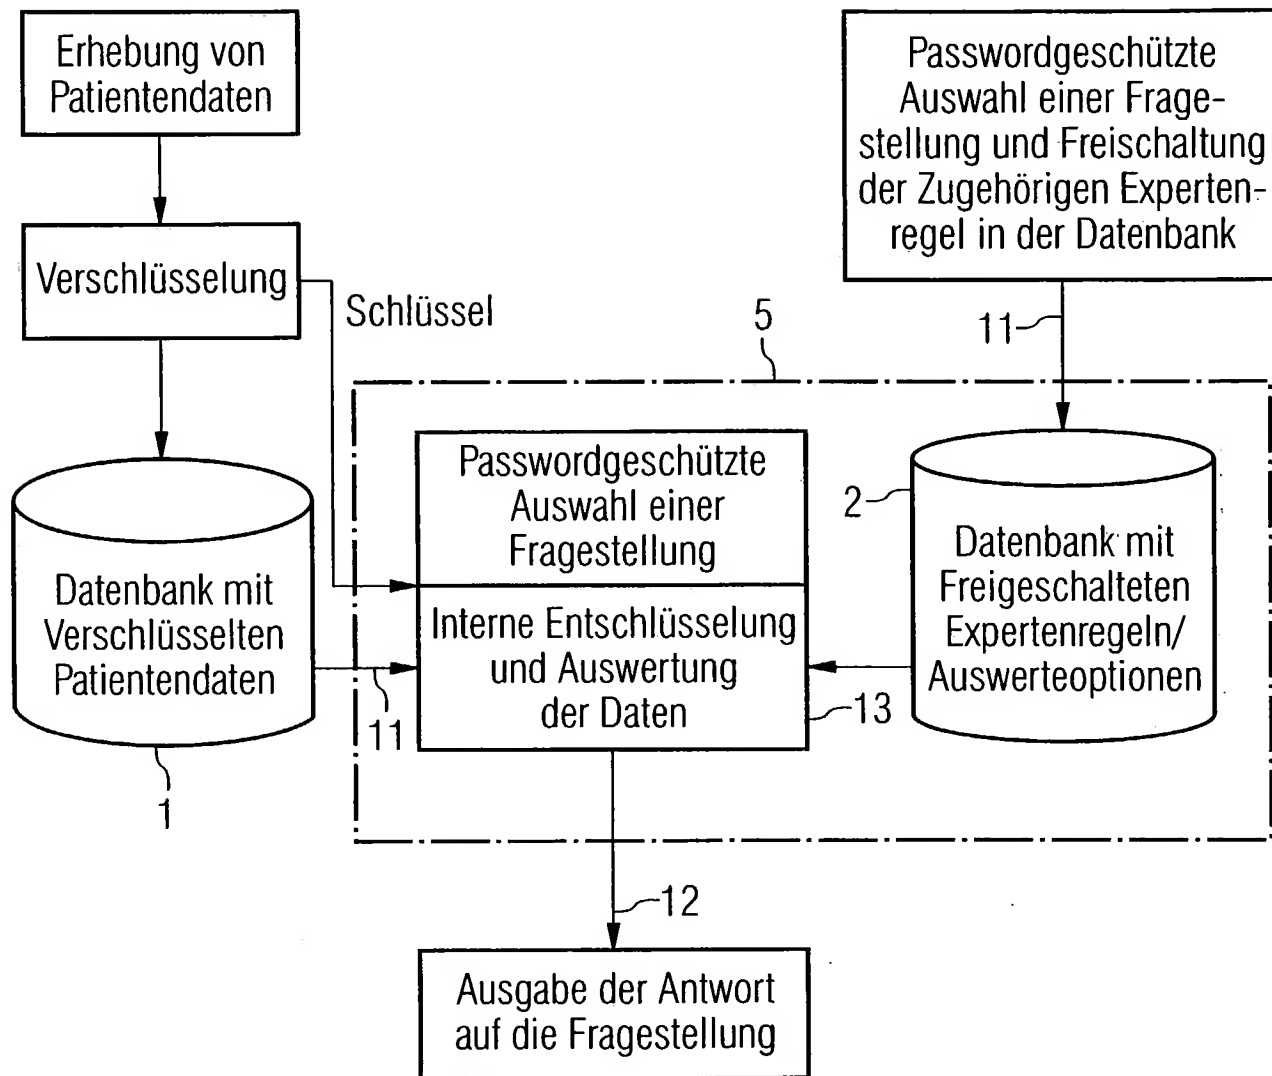 Erhebung von
Patientendaten
Passwordgeschützte
Auswahl einer Frage-
stellung und Freischaltung
der Zugehörigen Experten-
regel in der Datenbank
Verschlüsselung
Schlüssel
5
11
Passwordgeschützte
Auswahl einer
Fragestellung
2
Datenbank mit
Verschlüsselten
Patientendaten
Interne Entschlüsselung
und Auswertung
der Daten
Datenbank mit
Freigeschalteten
Expertenregeln/
Auswerteoptionen
11
13
1
12
Ausgabe der Antwort
auf die Fragestellung